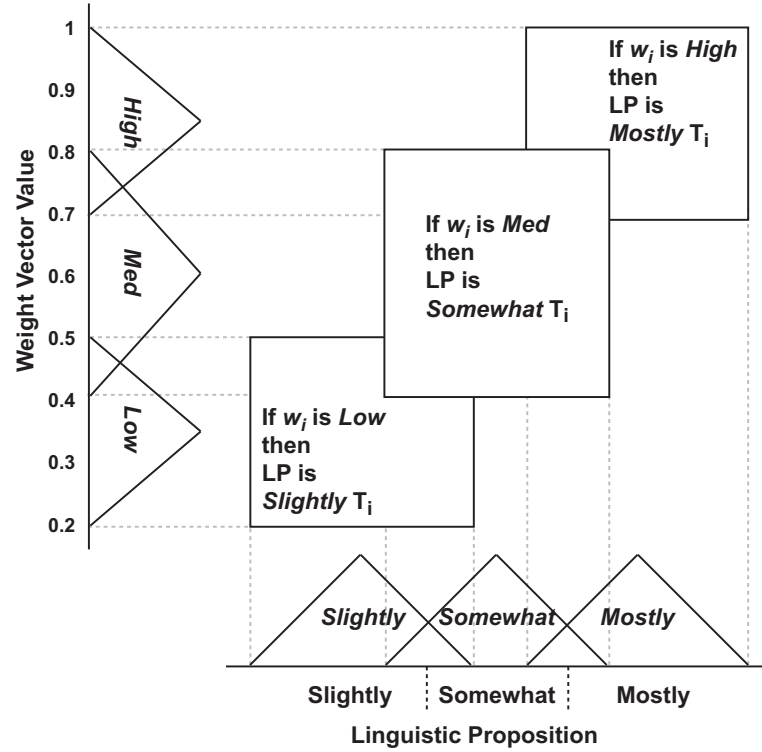 1
0.9
0.8
0.7
0.6
0.5
0.4
0.3
0.2
Weight Vector Value
High
Med
Low
If w_i is High
then
LP is
Mostly T_i
If w_i is Med
then
LP is
Somewhat T_i
If w_i is Low
then
LP is
Slightly T_i
Slightly Somewhat Mostly
Slightly Somewhat Mostly
Linguistic Proposition